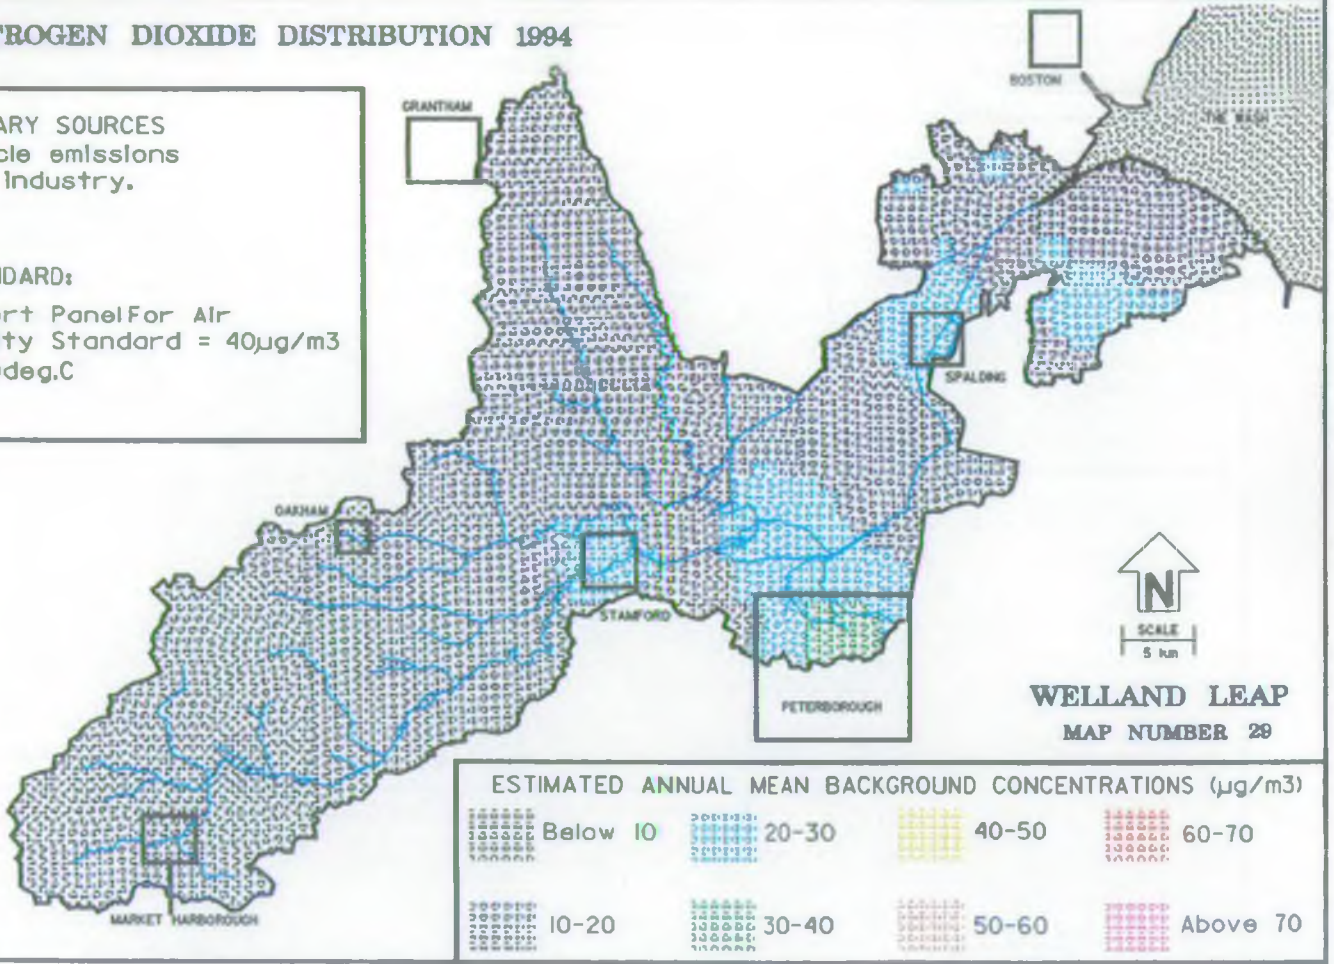 TROGEN DIOXIDE DISTRIBUTION 1994
ARY SOURCES
cle emissions
industry.
NDARD:
ert Panel For Air
ity Standard = 40µg/m3
deg.C
GRANTHAM
BOSTON
THE WASH
SPALDING
OAKHAM
STAMFORD
PETERBOROUGH
MARKET HARBOROUGH
N
SCALE
5 km
WELLAND LEAP
MAP NUMBER 29
ESTIMATED ANNUAL MEAN BACKGROUND CONCENTRATIONS (µg/m3)
Below 10
20-30
40-50
60-70
10-20
30-40
50-60
Above 70